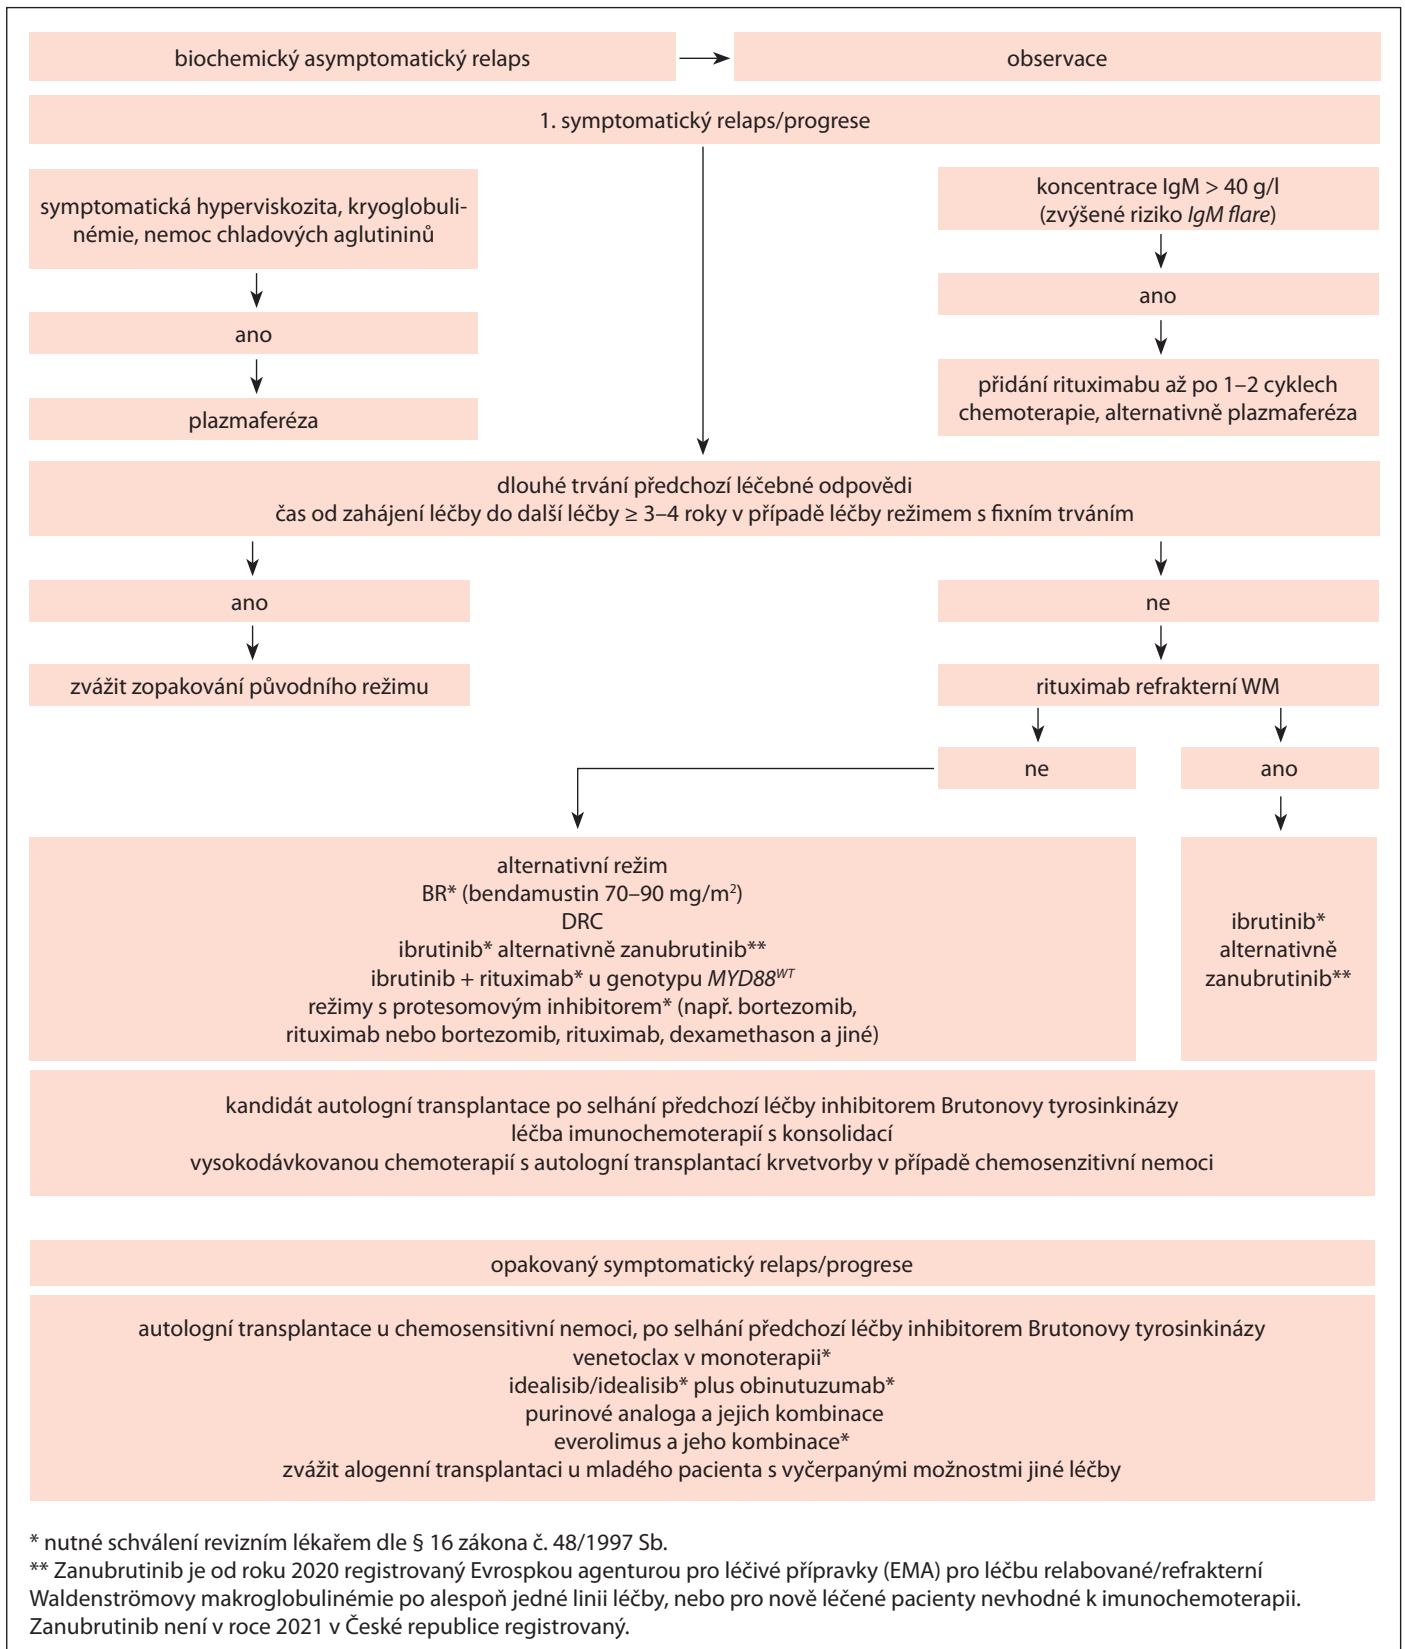 biochemický asymptomatický relaps
observace
1. symptomatický relaps/progrese
symptomatická hyperviskozita, kryoglobuli-
némie, nemoc chladových aglutininů
ano
plazmaferéza
koncentrace IgM > 40 g/l
(zvýšené riziko IgM flare)
ano
přidání rituximabu až po 1–2 cyklech
chemoterapie, alternativně plazmaferéza
dlouhé trvání předchozí léčebné odpovědi
čas od zahájení léčby do další léčby ≥ 3–4 roky v případě léčby režimem s fixním trváním
ano
zvážit zopakování původního režimu
ne
rituximab refrakterní WM
ne
ano
alternativní režim
BR* (bendamustin 70–90 mg/m²)
DRC
ibrutinib* alternativně zanubrutinib**
ibrutinib + rituximab* u genotypu MYD88^WT
režimy s protesomovým inhibitorem* (např. bortezomib,
rituximab nebo bortezomib, rituximab, dexamethason a jiné)
ibrutinib*
alternativně
zanubrutinib**
kandidát autologní transplantace po selhání předchozí léčby inhibitorem Brutonovy tyrosinkinázy
léčba imunochemoterapií s konsolidací
vysokodávkovanou chemoterapií s autologní transplantací krvetvorby v případě chemosenzitivní nemoci
opakovaný symptomatický relaps/progrese
autologní transplantace u chemosensitivní nemoci, po selhání předchozí léčby inhibitorem Brutonovy tyrosinkinázy
venetoclax v monoterapii*
idealisib/idealisib* plus obinutuzumab*
purinové analoga a jejich kombinace
everolimus a jeho kombinace*
zvážit alogenní transplantaci u mladého pacienta s vyčerpanými možnostmi jiné léčby
* nutné schválení revizním lékařem dle § 16 zákona č. 48/1997 Sb.
** Zanubrutinib je od roku 2020 registrovaný Evrospkou agenturou pro léčivé přípravky (EMA) pro léčbu relabované/refrakterní
Waldenströmovy makroglobulinémie po alespoň jedné linii léčby, nebo pro nově léčené pacienty nevhodné k imunochemoterapii.
Zanubrutinib není v roce 2021 v České republice registrovaný.